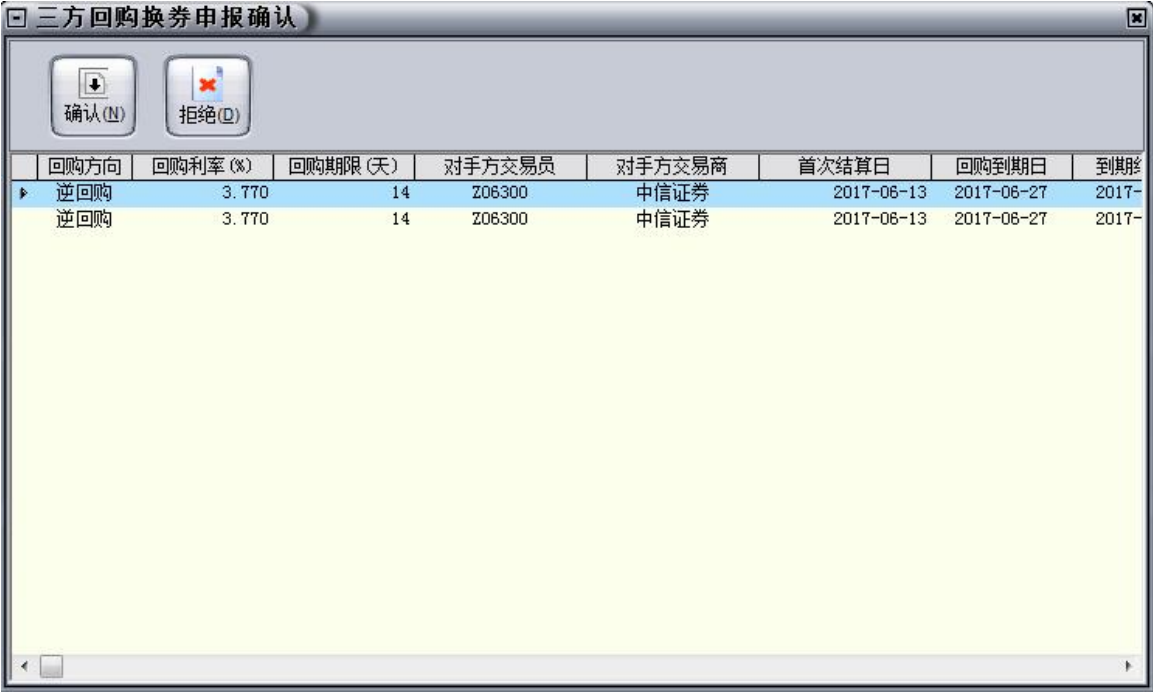 三方回购换券申报确认
确认(N) 拒绝(D)
回购方向 回购利率(%) 回购期限(天) 对手方交易员 对手方交易商 首次结算日 回购到期日 到期
逆回购 3.770 14 Z06300 中信证券 2017-06-13 2017-06-27 2017-
逆回购 3.770 14 Z06300 中信证券 2017-06-13 2017-06-27 2017-